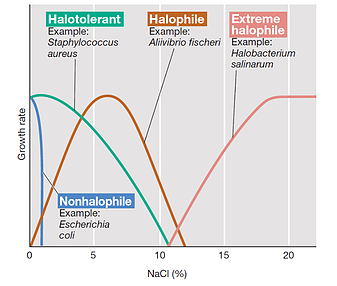 Halotolerant
Example:
Staphylococcus
aureus
Halophile
Example:
Aliivibrio fischeri
Extreme
halophile
Example:
Halobacterium
salinarum
Growth rate
Nonhalophile
Example:
Escherichia
coli
0
5
10
15
20
NaCl (%)